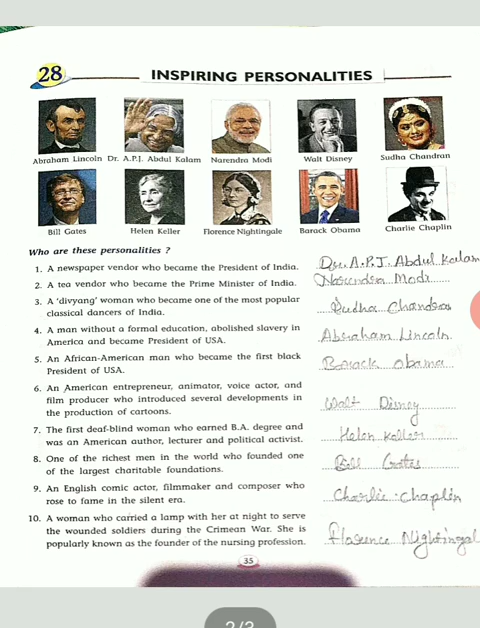 28
INSPIRING PERSONALITIES
Abraham Lincoln Dr. A.P.J. Abdul Kalam Narendra Modi Walt Disney Sudha Chandran
Bill Gates Helen Keller Florence Nightingale Barack Obama Charlie Chaplin
Who are these personalities ?
1. A newspaper vendor who became the President of India. Dr. A.P.J. Abdul Kalam
2. A tea vendor who became the Prime Minister of India. Narendra Modi
3. A 'divyang' woman who became one of the most popular
classical dancers of India. Sudha Chandran
4. A man without a formal education, abolished slavery in
America and became President of USA. Abraham Lincoln
5. An African-American man who became the first black
President of USA. Barack Obama
6. An American entrepreneur, animator, voice actor, and
film producer who introduced several developments in
the production of cartoons. Walt Disney
7. The first deaf-blind woman who earned B.A. degree and
was an American author, lecturer and political activist. Helen Keller
8. One of the richest men in the world who founded one
of the largest charitable foundations. Bill Gates
9. An English comic actor, filmmaker and composer who
rose to fame in the silent era. Charlie Chaplin
10. A woman who carried a lamp with her at night to serve
the wounded soldiers during the Crimean War. She is
popularly known as the founder of the nursing profession. Florence Nightingal
35
2/3